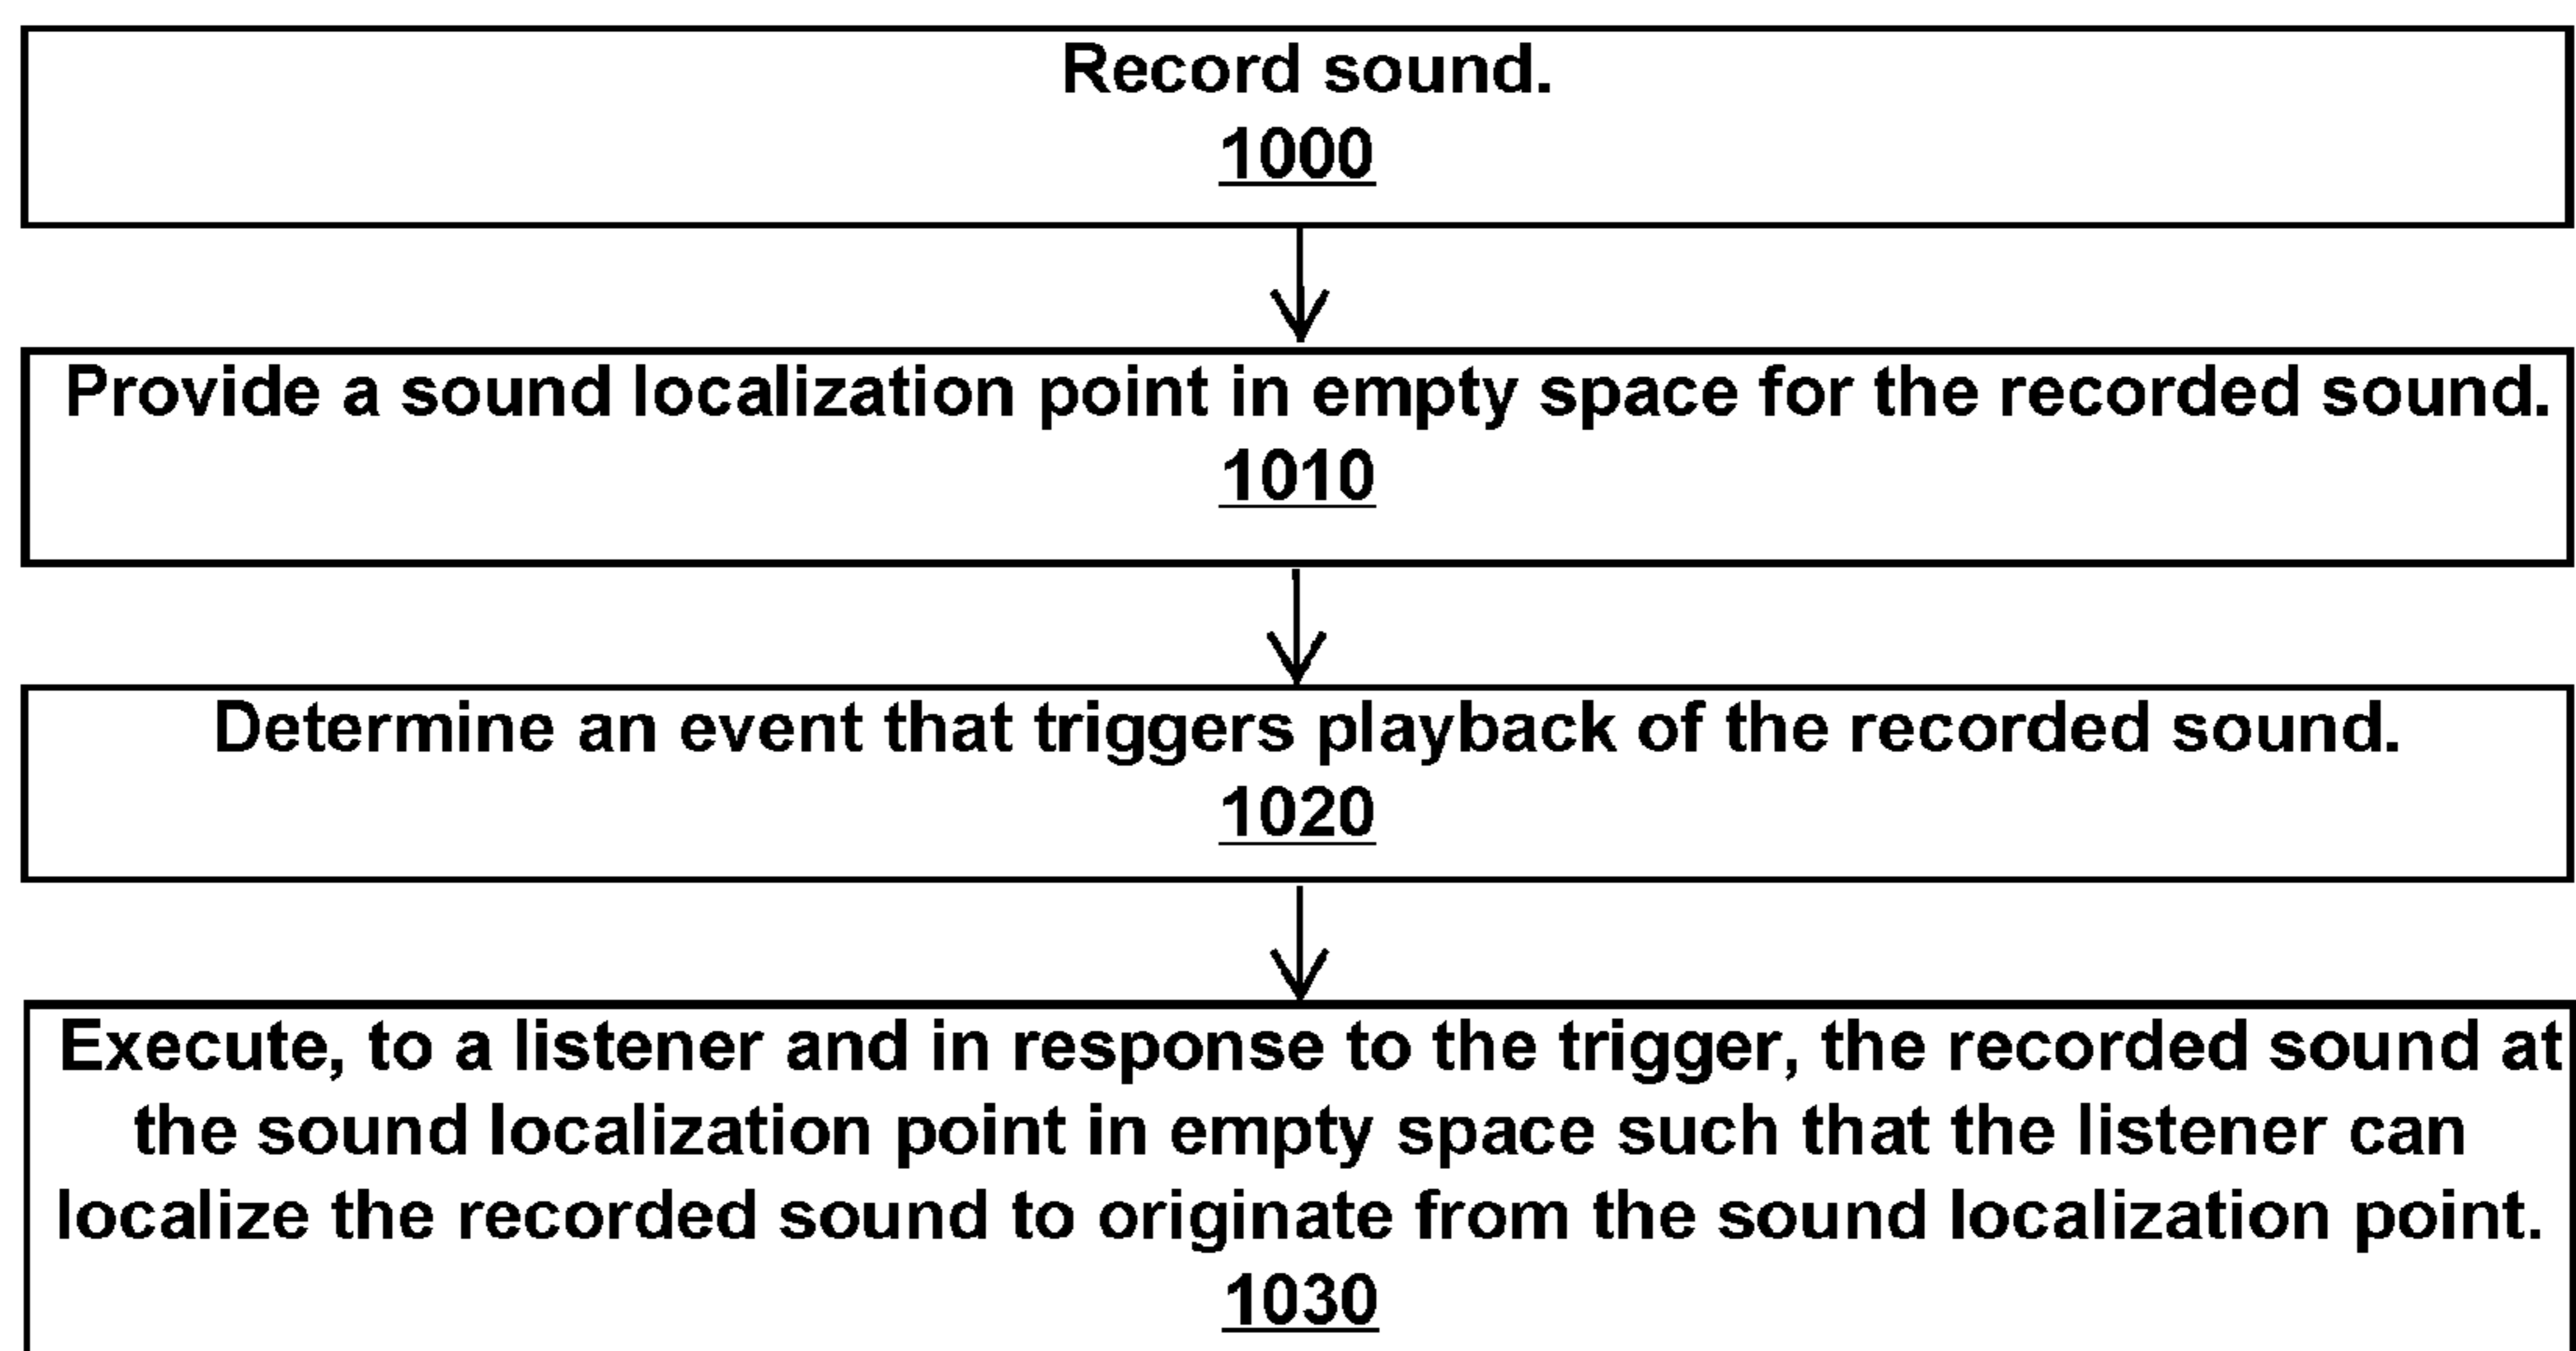 Record sound.
1000
Provide a sound localization point in empty space for the recorded sound.
1010
Determine an event that triggers playback of the recorded sound.
1020
Execute, to a listener and in response to the trigger, the recorded sound at
the sound localization point in empty space such that the listener can
localize the recorded sound to originate from the sound localization point.
1030